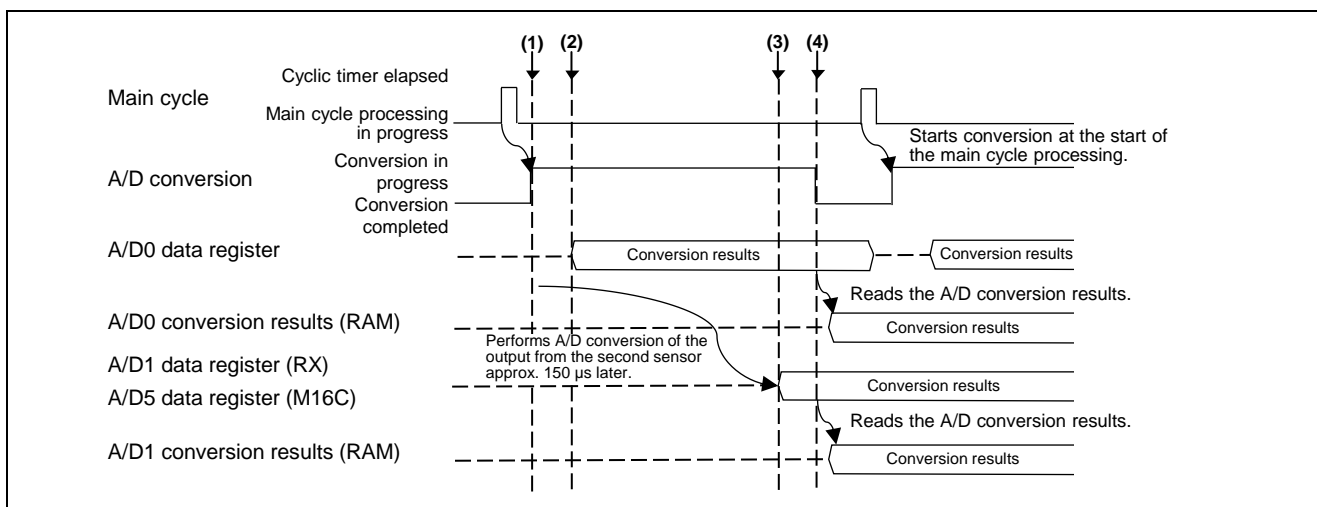 (1)
(2)
(3)
(4)
Cyclic timer elapsed
Main cycle
Main cycle processing
in progress
Starts conversion at the start of
the main cycle processing.
Conversion in
progress
A/D conversion
Conversion
completed
A/D0 data register
Conversion results
Conversion results
Reads the A/D conversion results.
A/D0 conversion results (RAM)
Conversion results
Performs A/D conversion of the
output from the second sensor
approx. 150 µs later.
A/D1 data register (RX)
Conversion results
A/D5 data register (M16C)
Reads the A/D conversion results.
A/D1 conversion results (RAM)
Conversion results